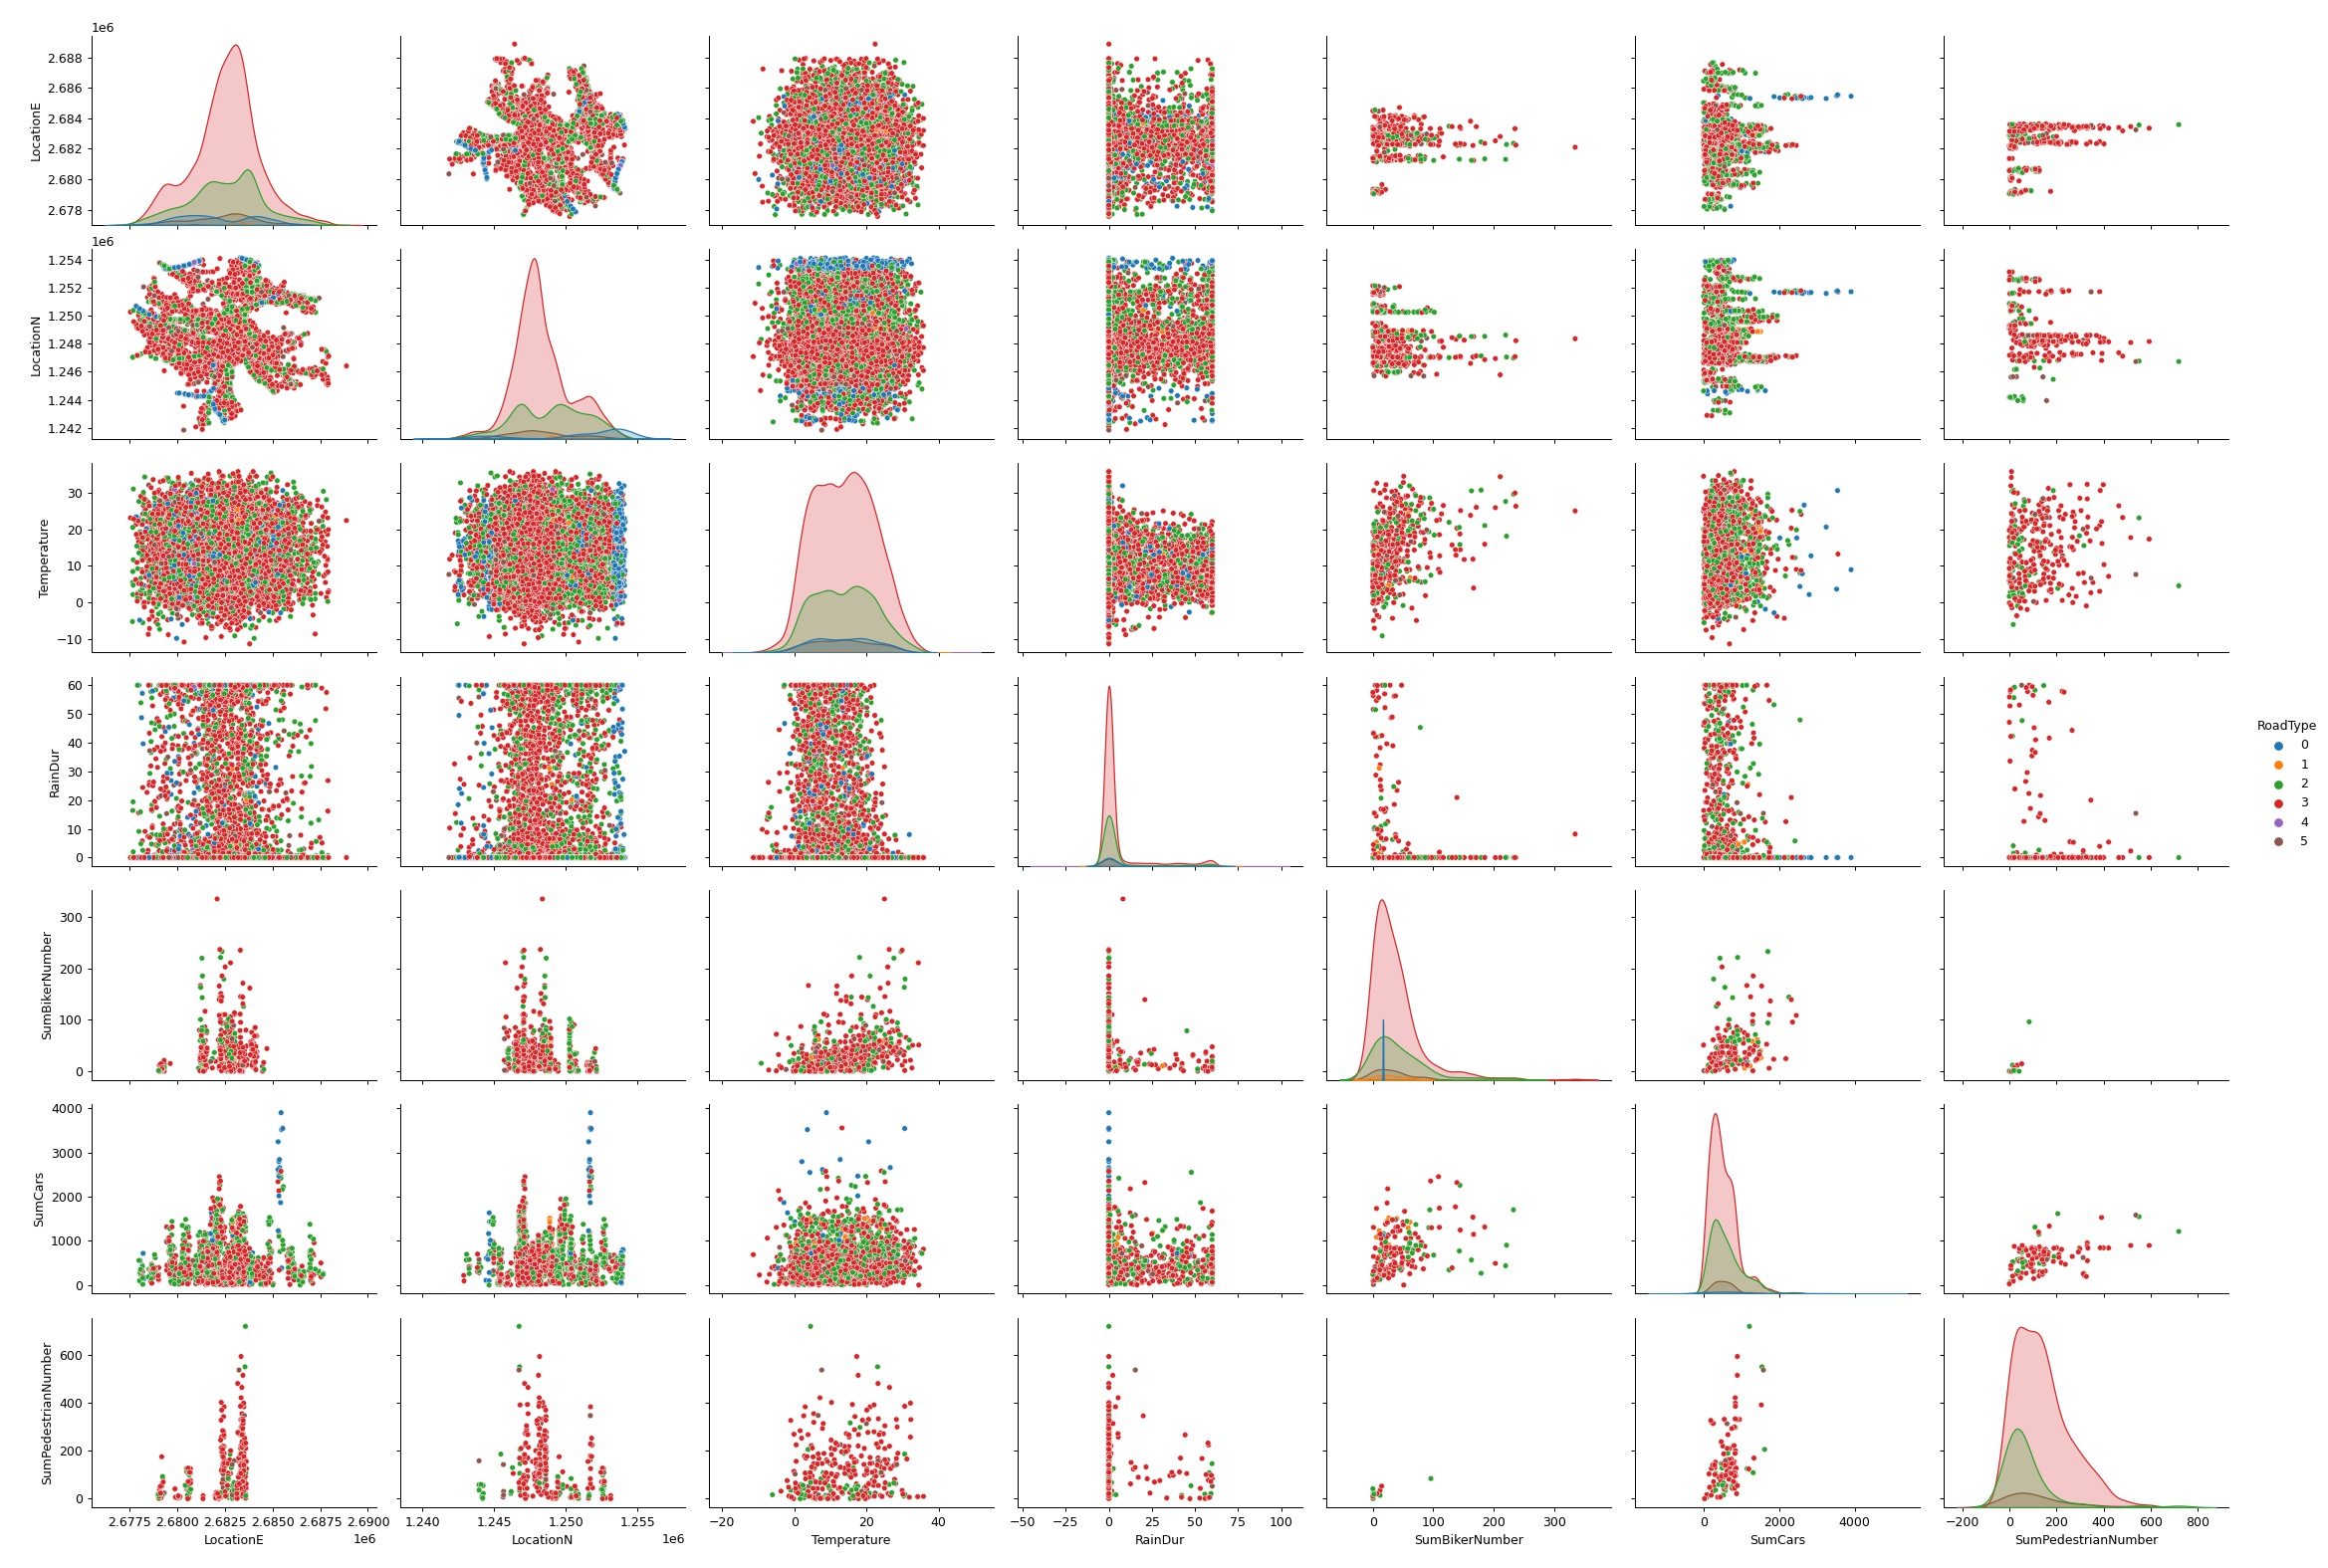 1e6
2.688
2.686
2.684
2.682
2.680
2.678
LocationE
1e6
1.254
1.252
1.250
1.248
1.246
1.244
1.242
LocationN
30
20
10
0
−10
Temperature
60
50
40
30
20
10
0
RainDur
RoadType
0
1
2
3
4
5
300
200
100
0
SumBikerNumber
4000
3000
2000
1000
0
SumCars
600
400
200
0
SumPedestrianNumber
2.6775 2.6800 2.6825 2.6850 2.6875 2.6900
LocationE
1e6
1.240 1.245 1.250 1.255
LocationN
1e6
−20 0 20 40
Temperature
−50 −25 0 25 50 75 100
RainDur
0 100 200 300
SumBikerNumber
0 2000 4000
SumCars
−200 0 200 400 600 800
SumPedestrianNumber